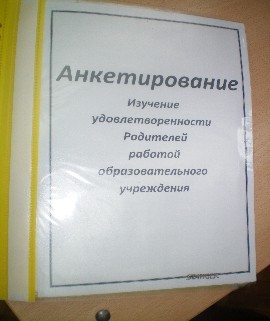 Анкетирование
Изучение
удовлетворенности
Родителей
работой
образовательного
учреждения